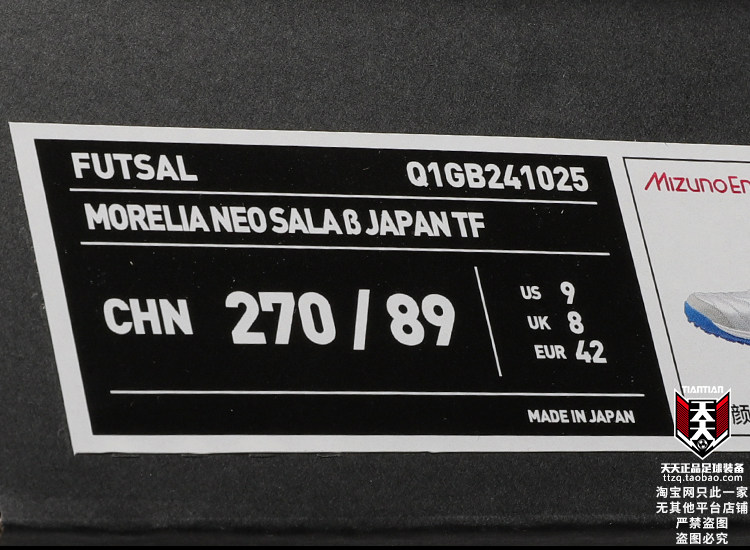 FUTSAL Q1GB241025
MORELIA NEO SALA β JAPAN TF
CHN 270 / 89
US 9
UK 8
EUR 42
MADE IN JAPAN
MizunoEn
颜
TIANTIAN
天天
天天正品足球装备
ttzq.taobao.com
淘宝网只此一家
无其他平台店铺
严禁盗图
盗图必究